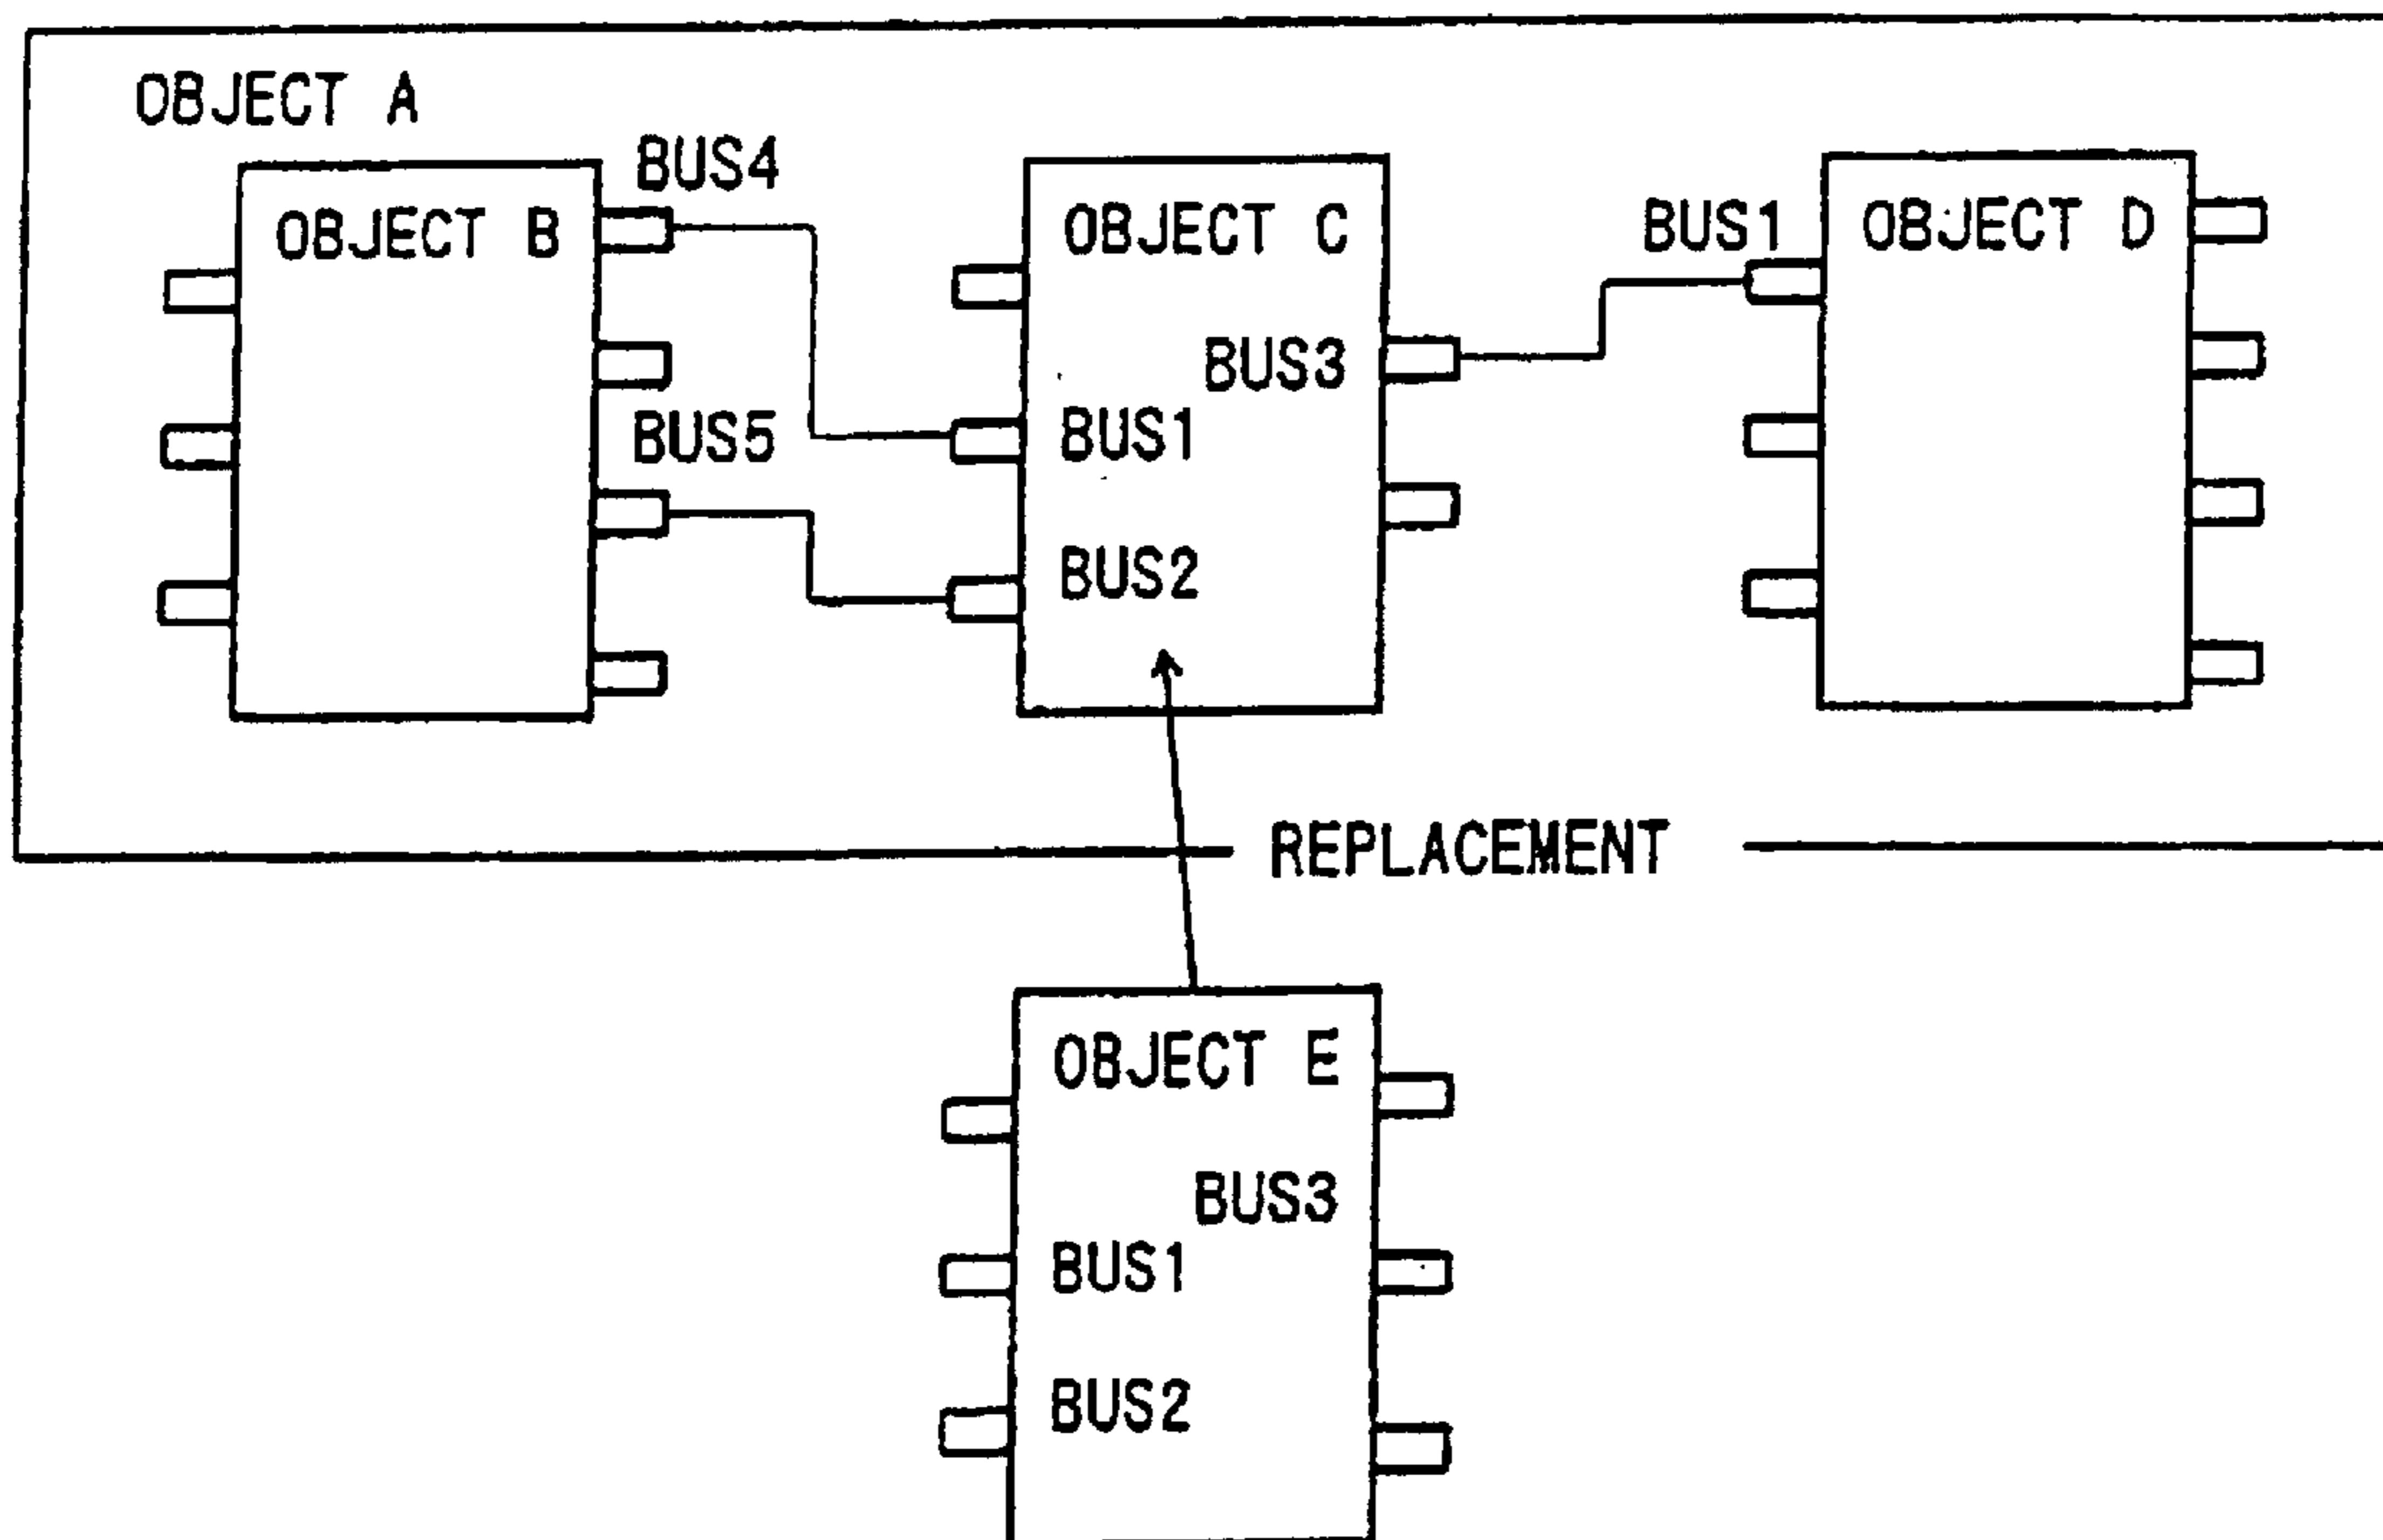 OBJECT A
BUS4
OBJECT B
OBJECT C
BUS1
OBJECT D
BUS3
BUS5
BUS1
BUS2
REPLACEMENT
OBJECT E
BUS3
BUS1
BUS2